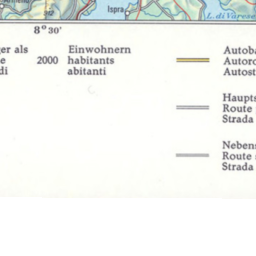 Ispra
L. di Varese
8°30'
ger als
2000
Einwohnern
habitants
abitanti
di
Autoba
Autoro
Autost
Haupts
Route
Strada
Nebens
Route s
Strada